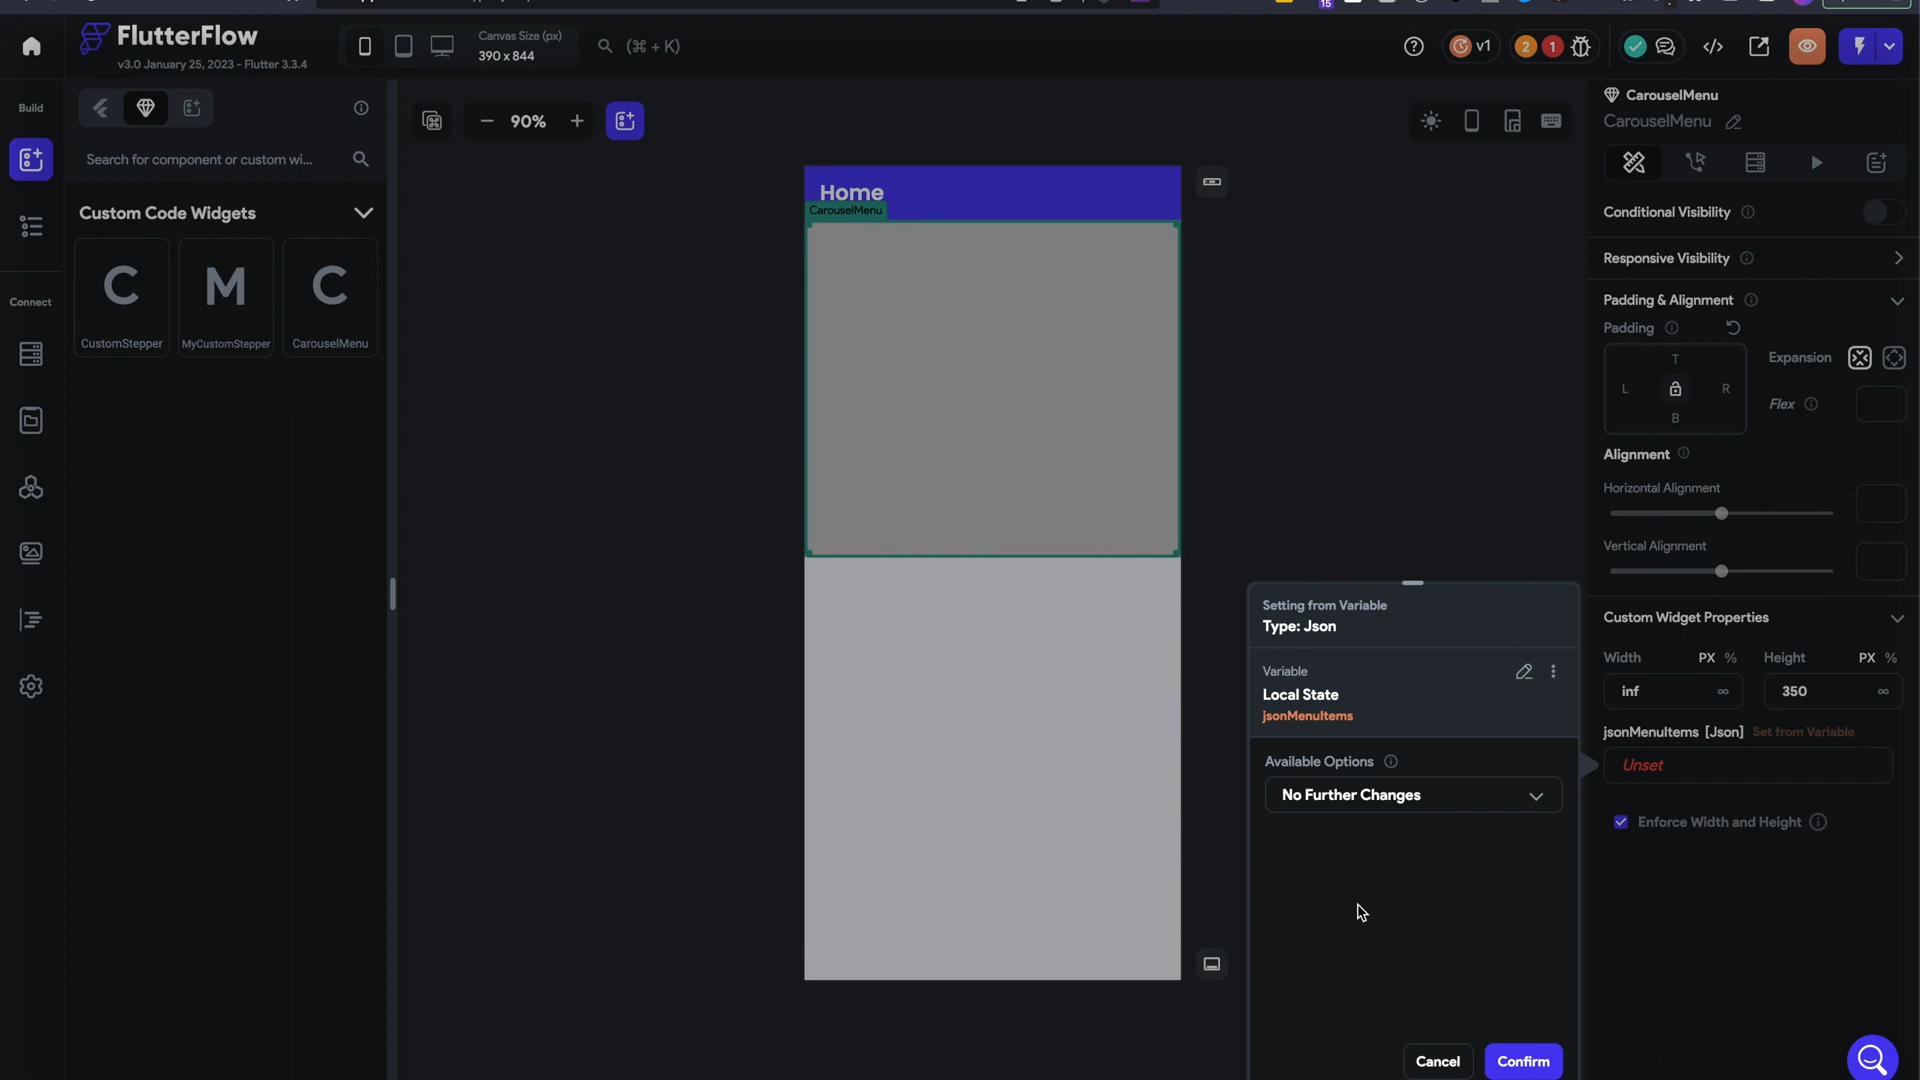 FlutterFlow
v3.0 January 25, 2023 - Flutter 3.3.4
Canvas Size (px)
390 x 844
(⌘ + K)
v1
2
1
15
Build
Connect
Search for component or custom wi...
Custom Code Widgets
C
CustomStepper
M
MyCustomStepper
C
CarouselMenu
90%
Home
CarouselMenu
Setting from Variable
Type: Json
Variable
Local State
jsonMenuItems
Available Options
No Further Changes
Cancel
Confirm
CarouselMenu
CarouselMenu
Conditional Visibility
Responsive Visibility
Padding & Alignment
Padding
T
L
R
B
Expansion
Flex
Alignment
Horizontal Alignment
Vertical Alignment
Custom Widget Properties
Width PX % Height PX %
inf ∞ 350 ∞
jsonMenuItems [Json] Set from Variable
Unset
Enforce Width and Height